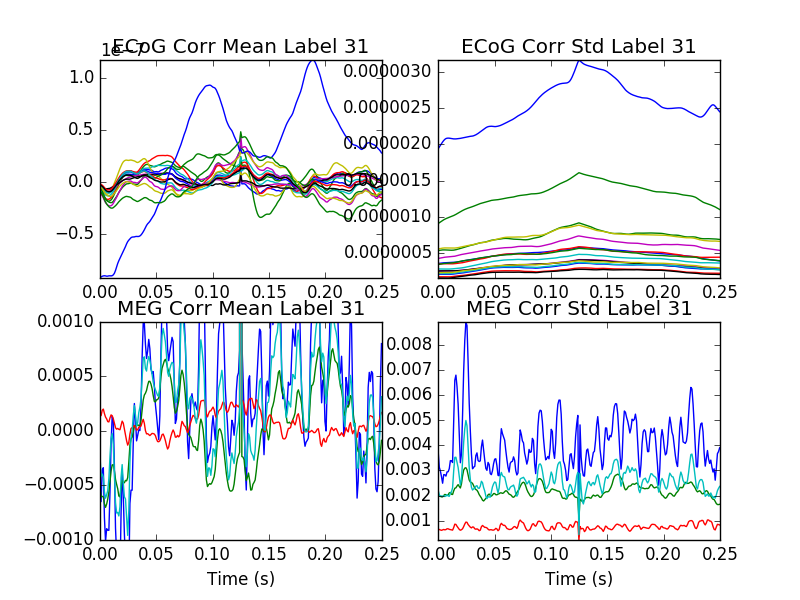 1e−7
ECoG Corr Mean Label 31
1.0
0.5
0.0
−0.5
0.00 0.05 0.10 0.15 0.20 0.25
ECoG Corr Std Label 31
0.0000030
0.0000025
0.0000020
0.0000015
0.0000010
0.0000005
0.00 0.05 0.10 0.15 0.20 0.25
MEG Corr Mean Label 31
0.0010
0.0005
0.0000
−0.0005
−0.0010
0.00 0.05 0.10 0.15 0.20 0.25
Time (s)
MEG Corr Std Label 31
0.008
0.007
0.006
0.005
0.004
0.003
0.002
0.001
0.00 0.05 0.10 0.15 0.20 0.25
Time (s)